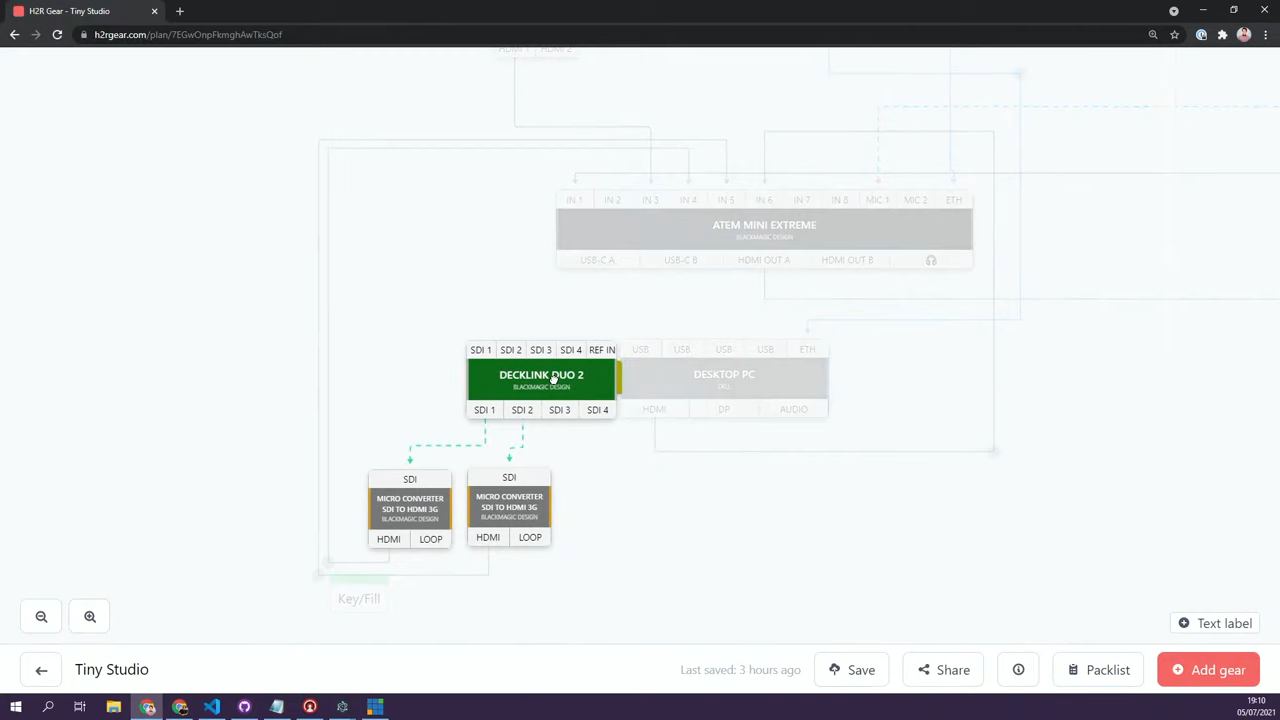 H2R Gear - Tiny Studio
h2rgear.com/plan/7EGwOnpFkmghAwTksQof
HDMI 1 HDMI 2
IN 1 IN 2 IN 3 IN 4 IN 5 IN 6 IN 7 IN 8 MIC 1 MIC 2 ETH
ATEM MINI EXTREME
BLACKMAGIC DESIGN
USB-C A USB-C B HDMI OUT A HDMI OUT B
SDI 1 SDI 2 SDI 3 SDI 4 REF IN
DECKLINK DUO 2
BLACKMAGIC DESIGN
SDI 1 SDI 2 SDI 3 SDI 4
USB USB USB USB ETH
DESKTOP PC
HDMI DP AUDIO
SDI
MICRO CONVERTER
SDI TO HDMI 3G
BLACKMAGIC DESIGN
HDMI LOOP
SDI
MICRO CONVERTER
SDI TO HDMI 3G
BLACKMAGIC DESIGN
HDMI LOOP
Key/Fill
Text label
Tiny Studio
Last saved: 3 hours ago
Save
Share
Packlist
Add gear
19:10
05/07/2021